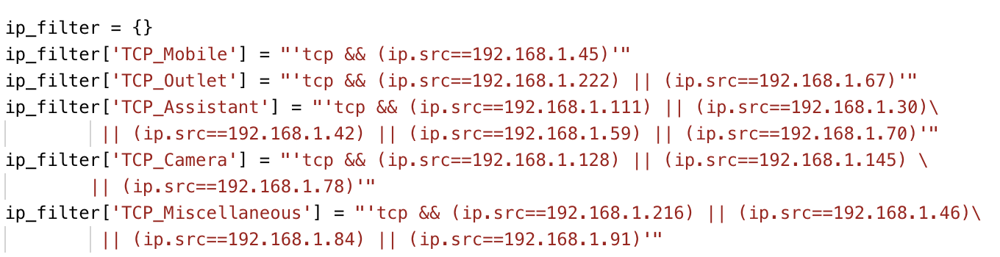 ip_filter = {}
ip_filter['TCP_Mobile'] = "'tcp && (ip.src==192.168.1.45)'"
ip_filter['TCP_Outlet'] = "'tcp && (ip.src==192.168.1.222) || (ip.src==192.168.1.67)'"
ip_filter['TCP_Assistant'] = "'tcp && (ip.src==192.168.1.111) || (ip.src==192.168.1.30)\
         || (ip.src==192.168.1.42) || (ip.src==192.168.1.59) || (ip.src==192.168.1.70)'"
ip_filter['TCP_Camera'] = "'tcp && (ip.src==192.168.1.128) || (ip.src==192.168.1.145) \
        || (ip.src==192.168.1.78)'"
ip_filter['TCP_Miscellaneous'] = "'tcp && (ip.src==192.168.1.216) || (ip.src==192.168.1.46)\
         || (ip.src==192.168.1.84) || (ip.src==192.168.1.91)'"